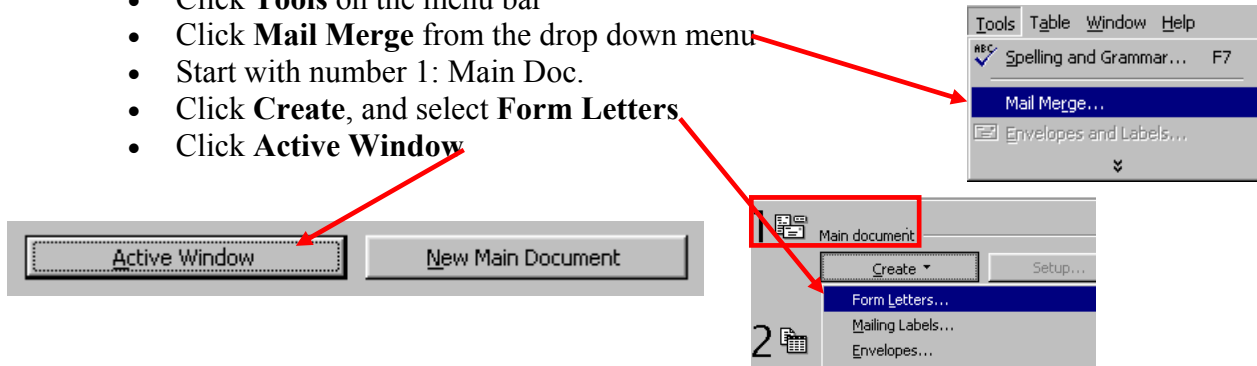 • Click Tools on the menu bar
• Click Mail Merge from the drop down menu
• Start with number 1: Main Doc.
• Click Create, and select Form Letters
• Click Active Window
Tools Table Window Help
ABC Spelling and Grammar... F7
Mail Merge...
Envelopes and Labels...
Active Window New Main Document
1 Main document
Create Setup...
Form Letters...
Mailing Labels...
2 Envelopes...